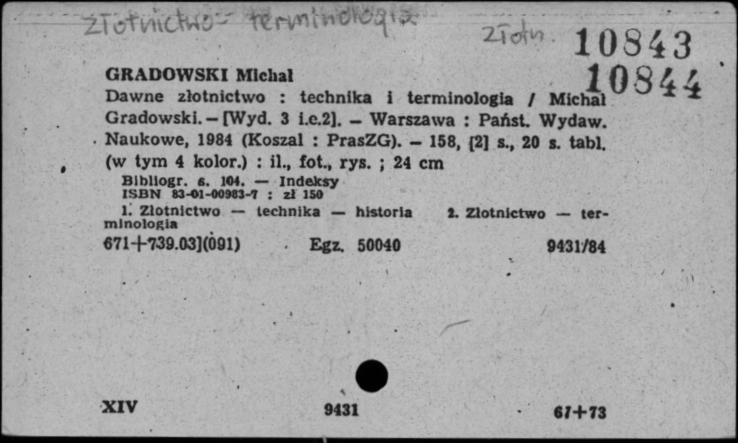 złotnictwo - terminologia
złotn. 10843
10844
GRADOWSKI Michał
Dawne złotnictwo : technika i terminologia / Michał
Gradowski. — [Wyd. 3 i.e.2]. — Warszawa : Państ. Wydaw.
Naukowe, 1984 (Koszal : PrasZG). — 158, [2] s., 20 s. tabl.
(w tym 4 kolor.) : il., fot., rys. ; 24 cm
Bibliogr. s. 104. — Indeksy
ISBN 83-01-00983-7 : zł 150
1. Złotnictwo — technika — historia 2. Złotnictwo — ter-
minologia
671+739.03](091) Egz. 50040 9431/84
XIV 9431 67+73